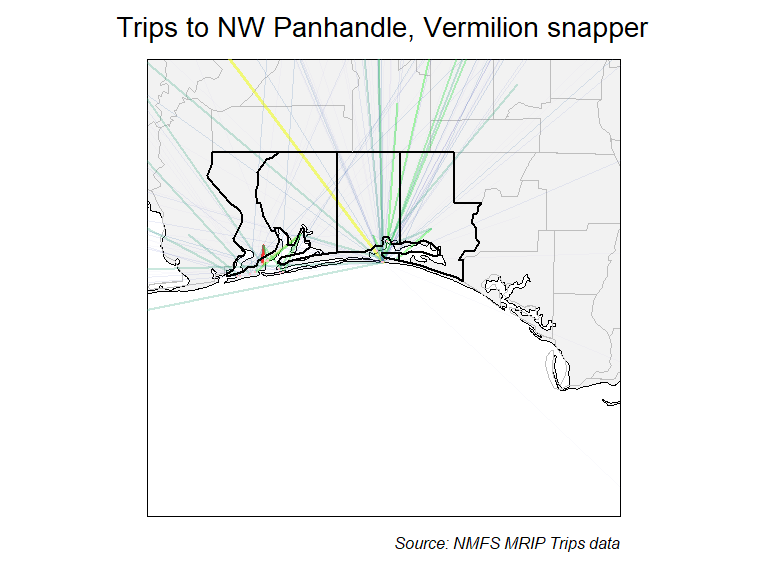 Trips to NW Panhandle, Vermilion snapper
Source: NMFS MRIP Trips data